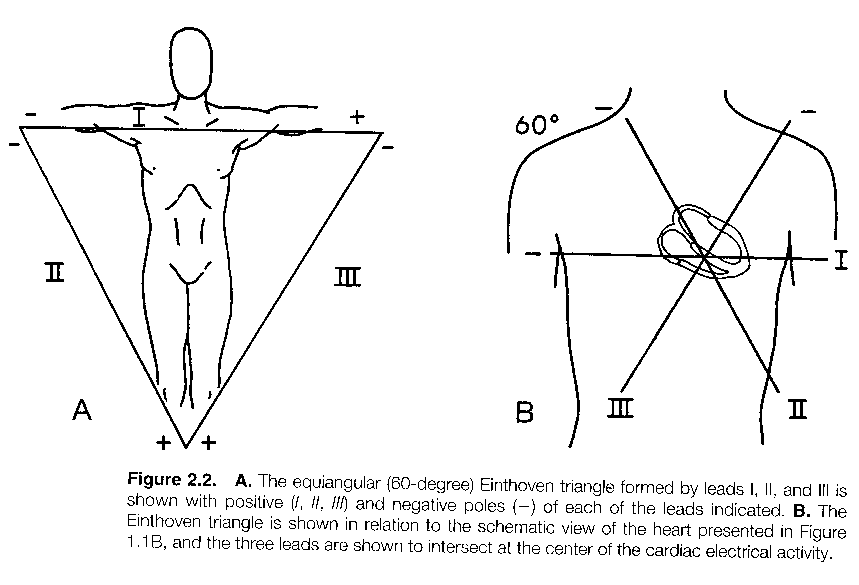 - I +
- -
II III
A
+ +
60°
- -
- I
B III II
Figure 2.2. A. The equiangular (60-degree) Einthoven triangle formed by leads I, II, and III is
shown with positive (I, II, III) and negative poles (−) of each of the leads indicated. B. The
Einthoven triangle is shown in relation to the schematic view of the heart presented in Figure
1.1B, and the three leads are shown to intersect at the center of the cardiac electrical activity.